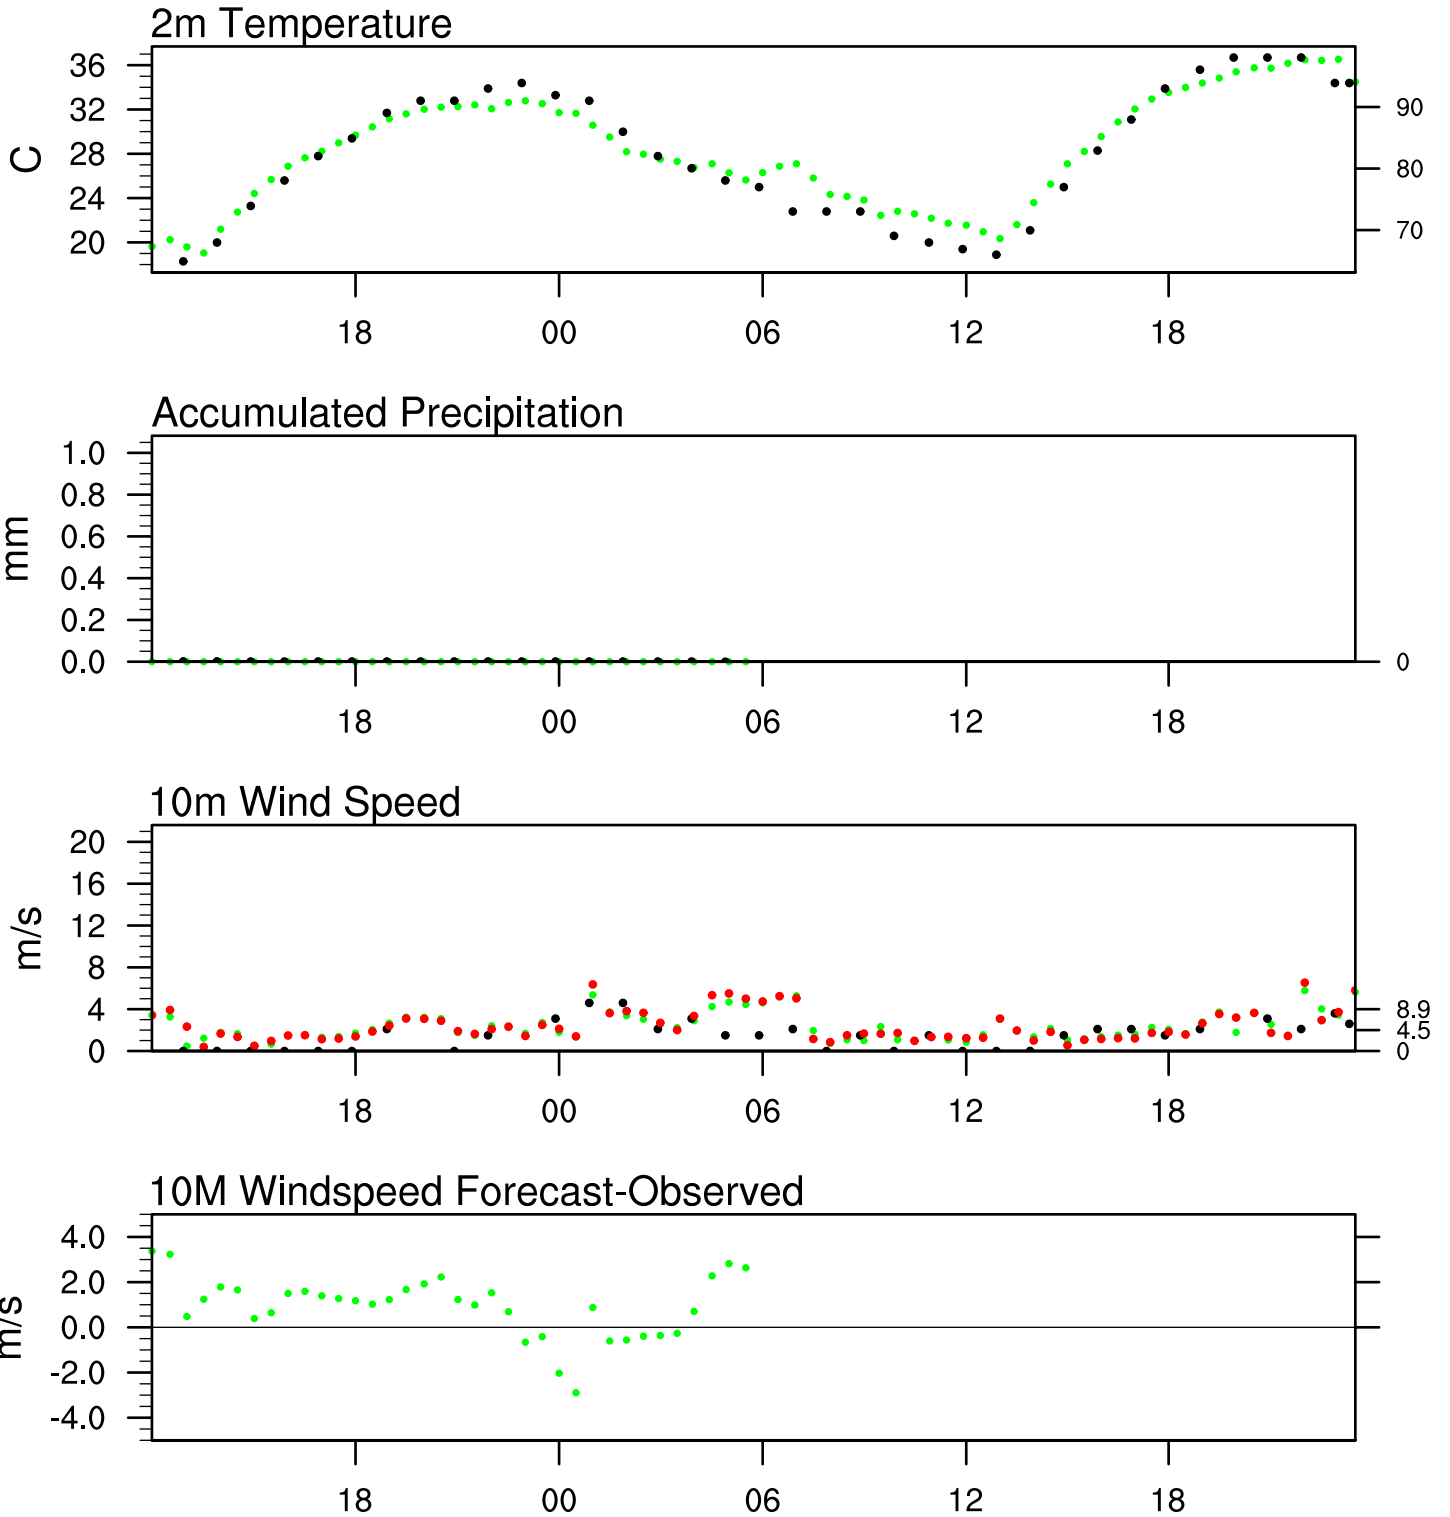 2m Temperature
36
32
28
24
20
C
90
80
70
18 00 06 12 18
Accumulated Precipitation
1.0
0.8
0.6
0.4
0.2
0.0
mm
0
18 00 06 12 18
10m Wind Speed
20
16
12
8
4
0
m/s
8.9
4.5
0
18 00 06 12 18
10M Windspeed Forecast-Observed
4.0
2.0
0.0
-2.0
-4.0
m/s
18 00 06 12 18